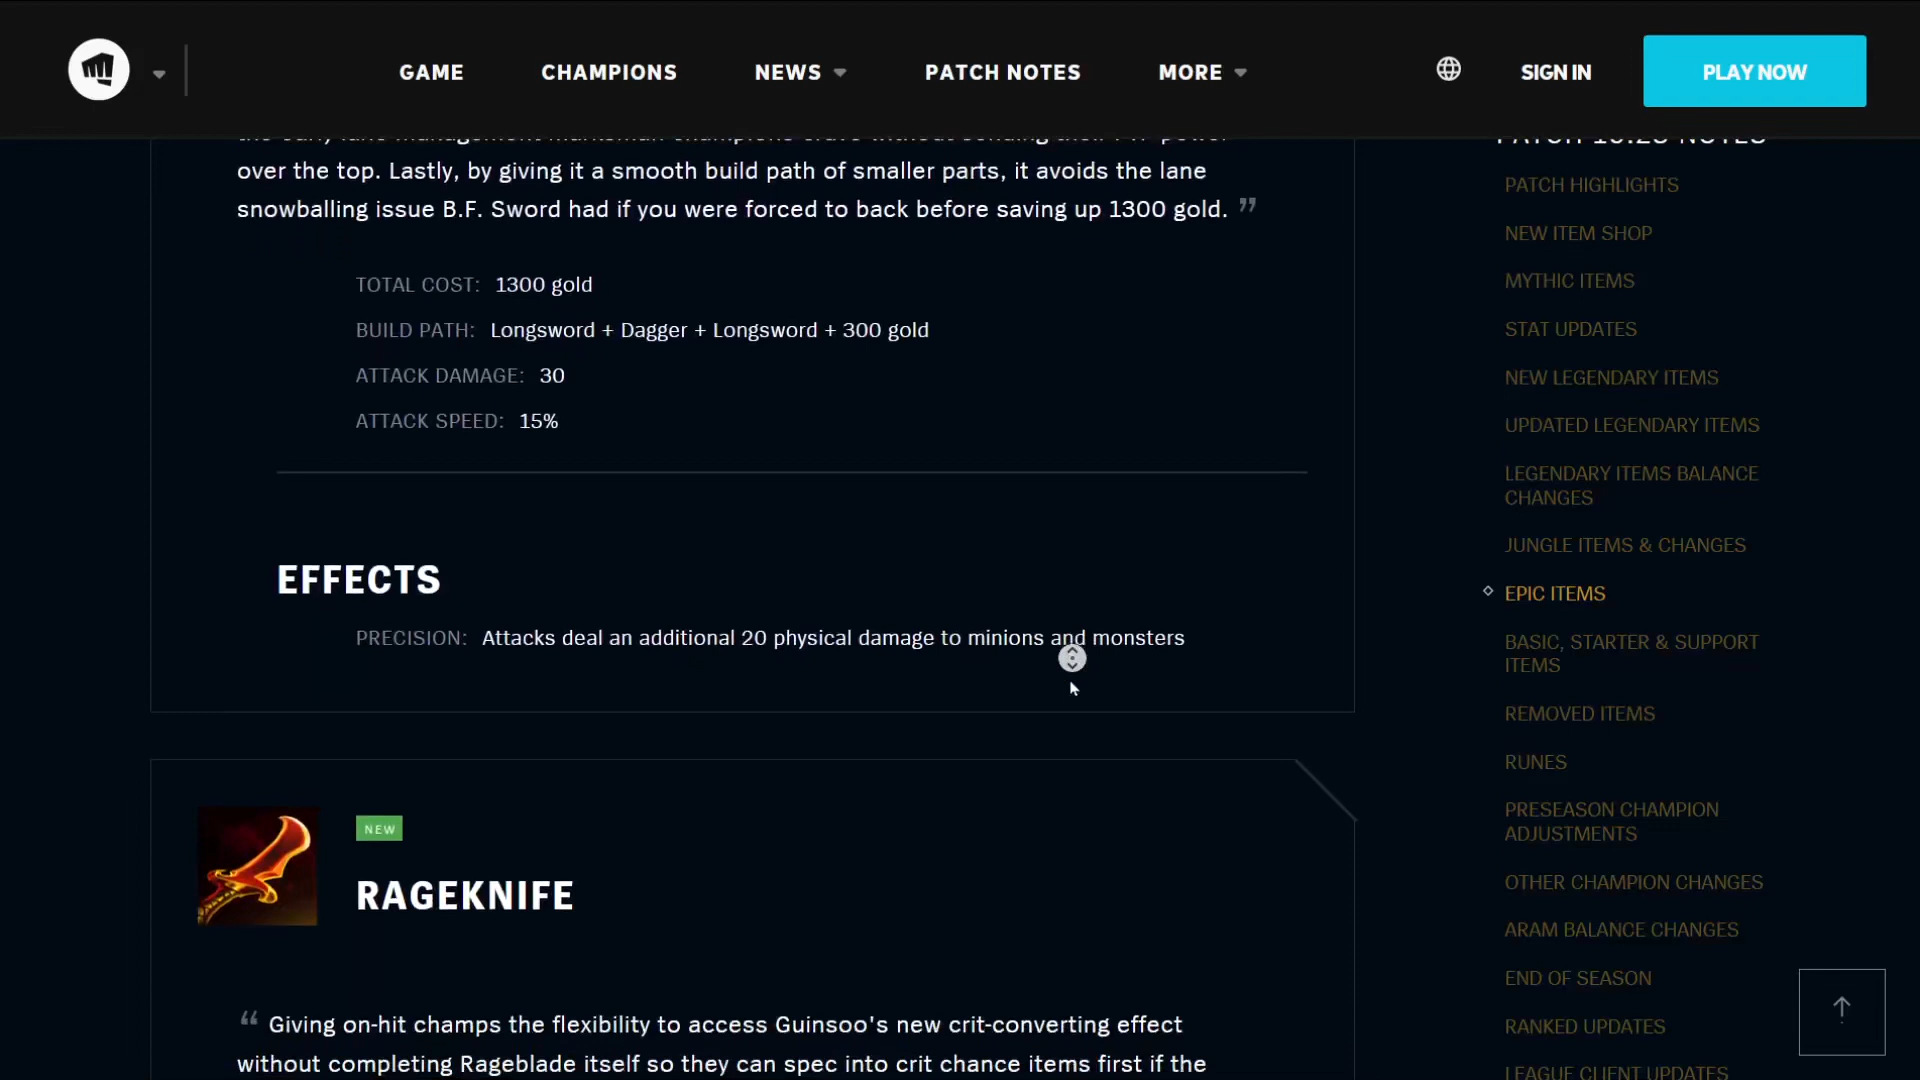 GAME
CHAMPIONS
NEWS
PATCH NOTES
MORE
SIGN IN
PLAY NOW
over the top. Lastly, by giving it a smooth build path of smaller parts, it avoids the lane
snowballing issue B.F. Sword had if you were forced to back before saving up 1300 gold. ”
TOTAL COST: 1300 gold
BUILD PATH: Longsword + Dagger + Longsword + 300 gold
ATTACK DAMAGE: 30
ATTACK SPEED: 15%
EFFECTS
PRECISION: Attacks deal an additional 20 physical damage to minions and monsters
NEW
RAGEKNIFE
“ Giving on-hit champs the flexibility to access Guinsoo's new crit-converting effect
without completing Rageblade itself so they can spec into crit chance items first if the
PATCH HIGHLIGHTS
NEW ITEM SHOP
MYTHIC ITEMS
STAT UPDATES
NEW LEGENDARY ITEMS
UPDATED LEGENDARY ITEMS
LEGENDARY ITEMS BALANCE
CHANGES
JUNGLE ITEMS & CHANGES
EPIC ITEMS
BASIC, STARTER & SUPPORT
ITEMS
REMOVED ITEMS
RUNES
PRESEASON CHAMPION
ADJUSTMENTS
OTHER CHAMPION CHANGES
ARAM BALANCE CHANGES
END OF SEASON
RANKED UPDATES
LEAGUE CLIENT UPDATES